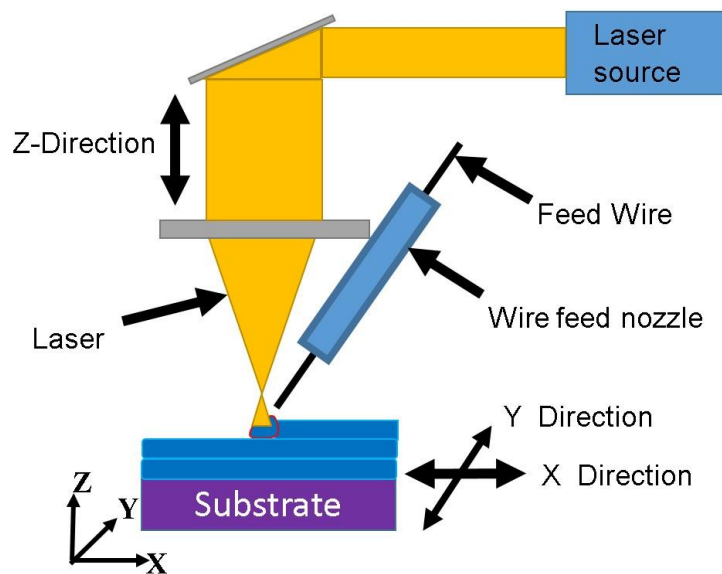 Laser
source
Z-Direction
Feed Wire
Wire feed nozzle
Laser
Y Direction
X Direction
Substrate
Z
Y
X